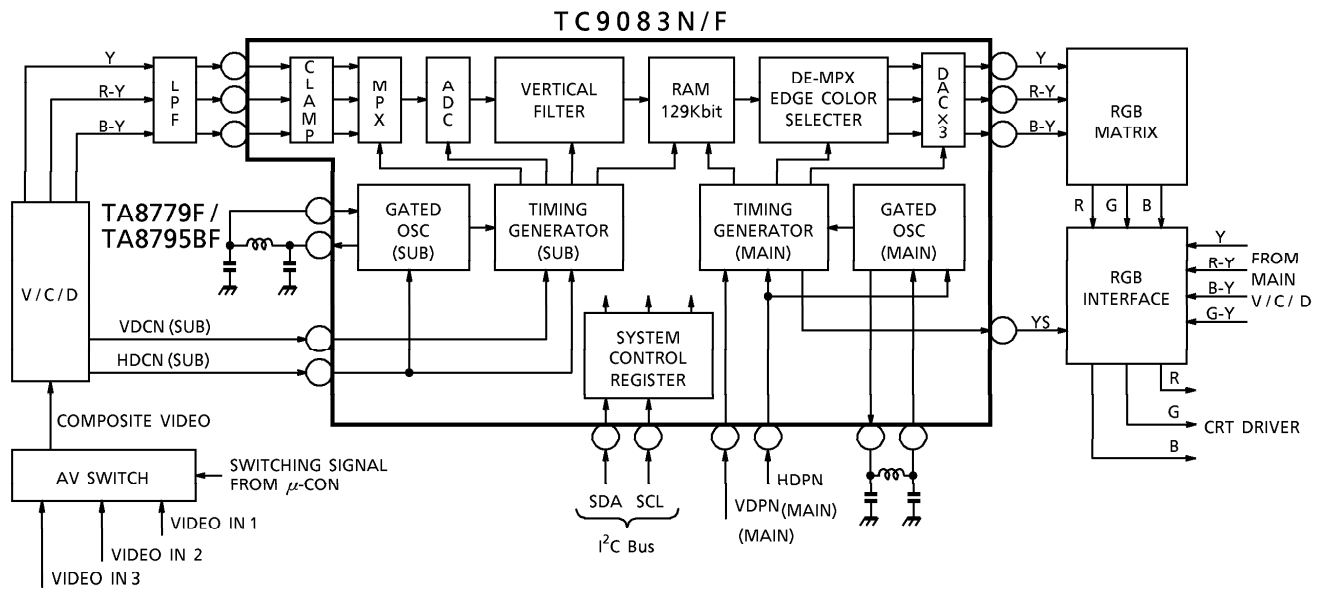 TC9083N/F
Y
R-Y
B-Y
LPF
CLAMP
MPX
ADC
VERTICAL
FILTER
RAM
129Kbit
DE-MPX
EDGE COLOR
SELECTER
DAC×3
Y
R-Y
B-Y
RGB
MATRIX
TA8779F/
TA8795BF
GATED
OSC
(SUB)
TIMING
GENERATOR
(SUB)
TIMING
GENERATOR
(MAIN)
GATED
OSC
(MAIN)
R
G
B
V/C/D
RGB
INTERFACE
Y
R-Y
B-Y
G-Y
FROM
MAIN
V/C/D
VDCN (SUB)
HDCN (SUB)
SYSTEM
CONTROL
REGISTER
YS
R
G
B
CRT DRIVER
COMPOSITE VIDEO
AV SWITCH
SWITCHING SIGNAL
FROM μ-CON
VIDEO IN 1
VIDEO IN 2
VIDEO IN 3
SDA
SCL
I²C Bus
VDPN
(MAIN)
HDPN
(MAIN)